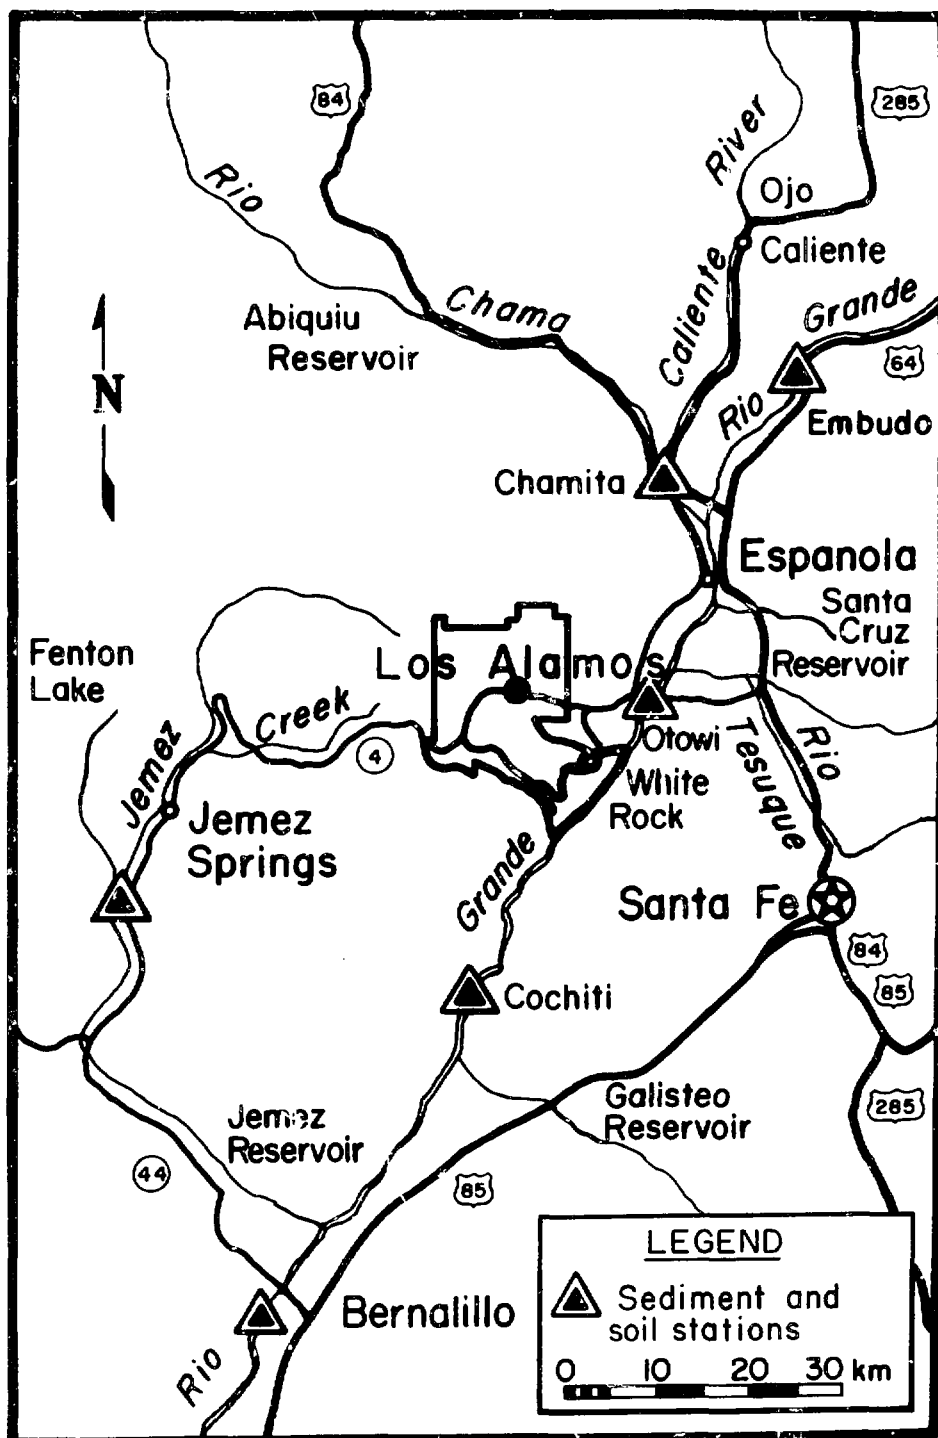 84
285
River
Rio
Ojo
Caliente
Caliente
Grande
Chama
Abiquiu
Reservoir
64
N
Rio
Embudo
Chamita
Espanola
Santa
Cruz
Reservoir
Fenton
Lake
Los Alamos
Creek
4
Otowi
Rio
Tesuque
Jemez
White
Rock
Jemez
Springs
Grande
Santa Fe
84
85
Cochiti
Galisteo
Reservoir
285
Jemez
Reservoir
44
85
LEGEND
Sediment and
soil stations
0 10 20 30 km
Bernalillo
Rio